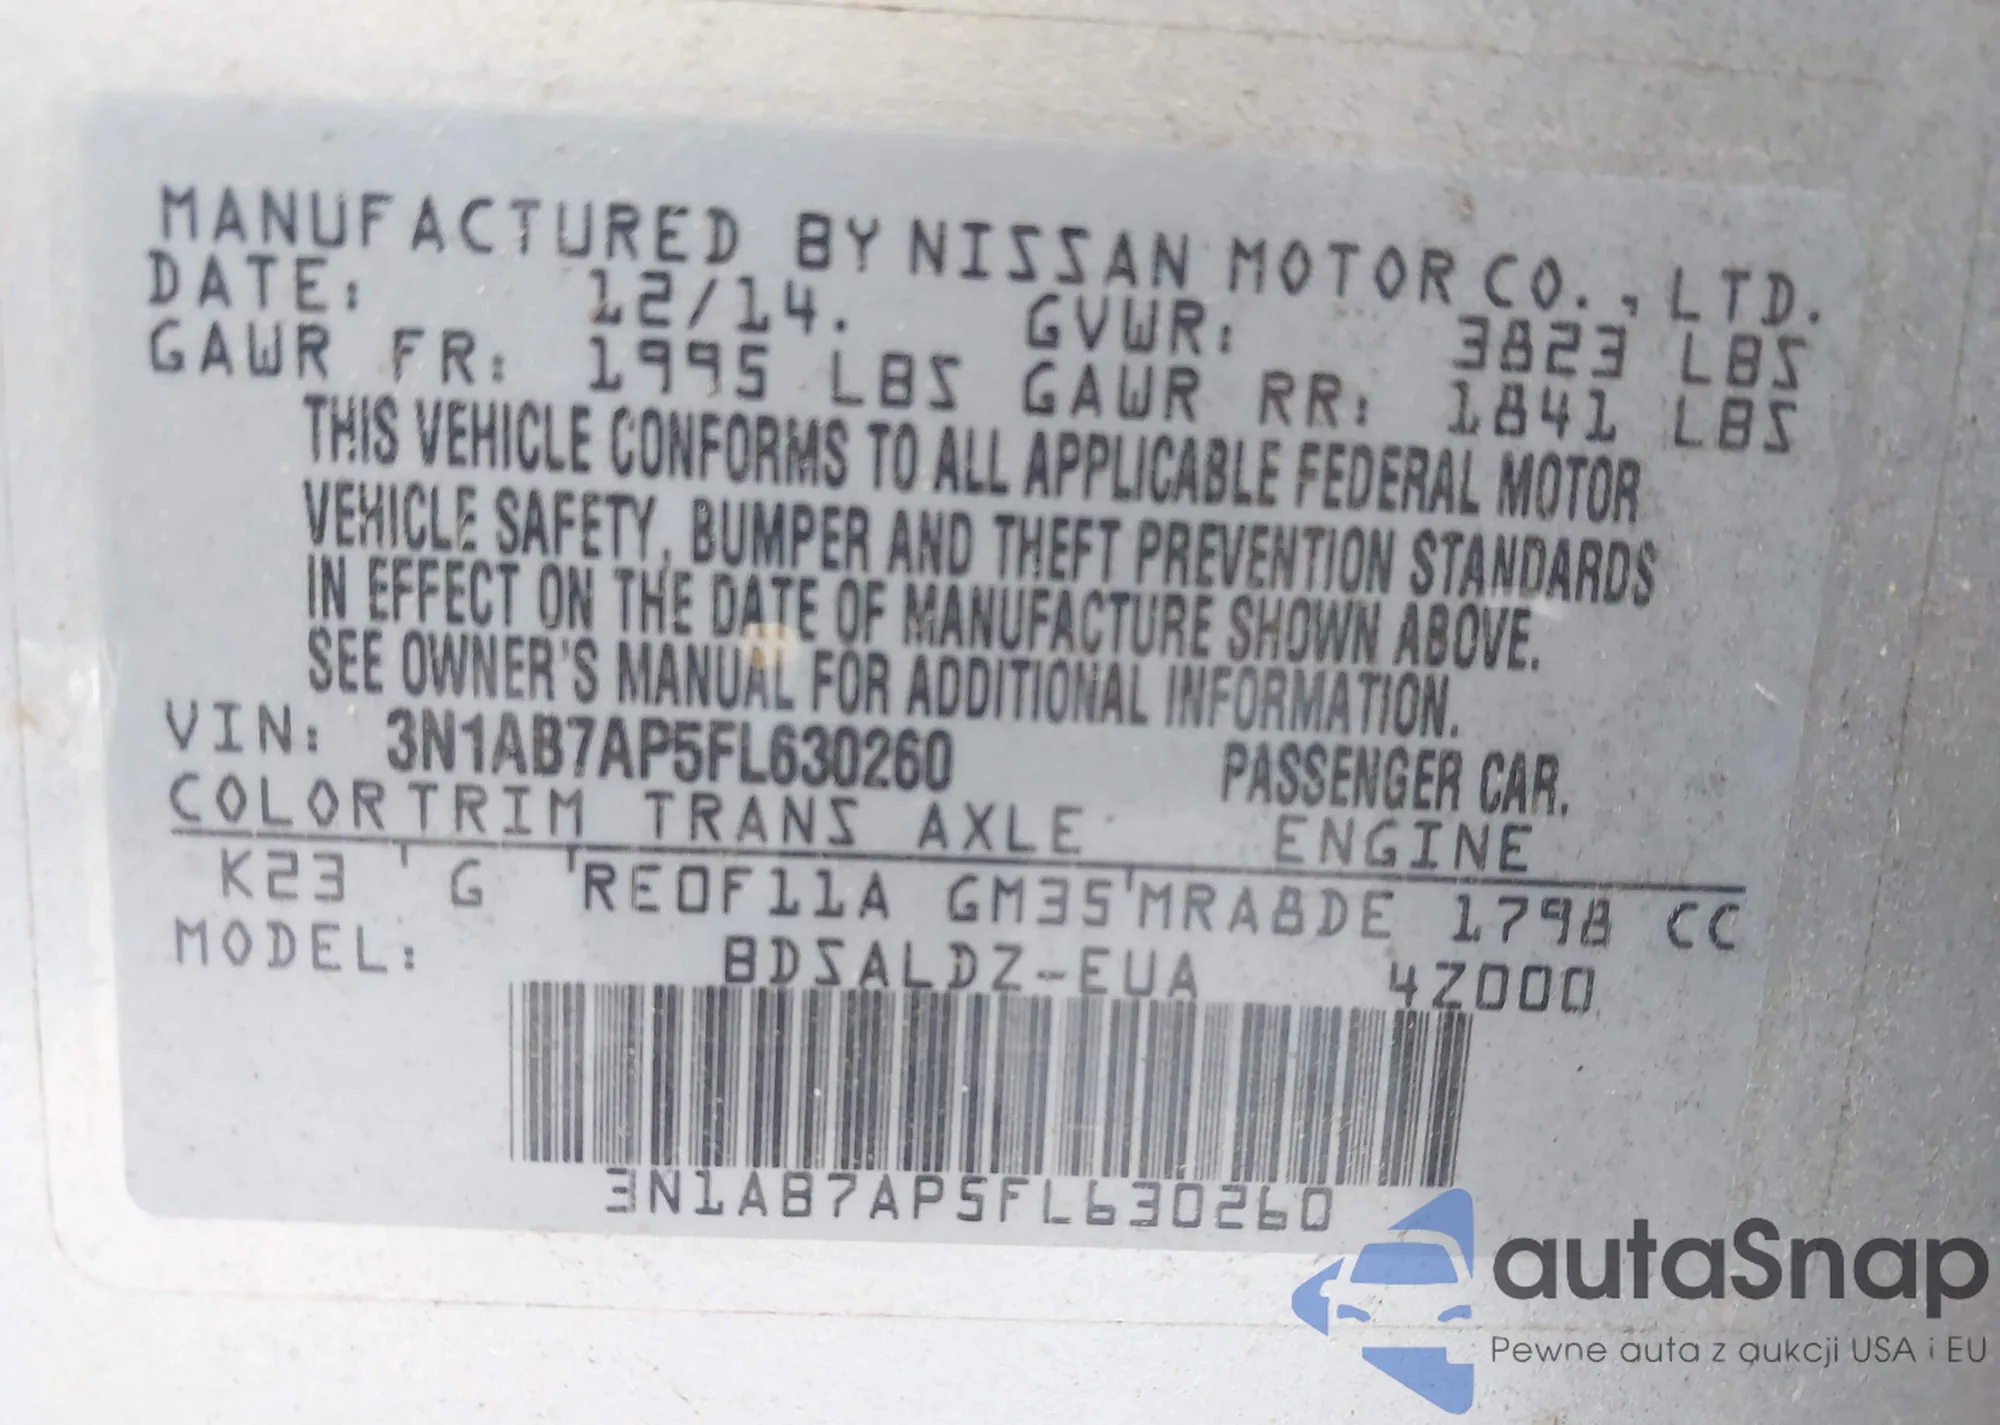 MANUFACTURED BY NISSAN MOTOR CO., LTD.
DATE: 12/14. GVWR: 3823 LBS
GAWR FR: 1995 LBS GAWR RR: 1841 LBS
THIS VEHICLE CONFORMS TO ALL APPLICABLE FEDERAL MOTOR
VEHICLE SAFETY, BUMPER AND THEFT PREVENTION STANDARDS
IN EFFECT ON THE DATE OF MANUFACTURE SHOWN ABOVE.
SEE OWNER'S MANUAL FOR ADDITIONAL INFORMATION.
VIN: 3N1AB7AP5FL630260 PASSENGER CAR.
COLOR TRIM TRANS AXLE ENGINE
K23 G RE0F11A GM35 MRA8DE 1798 CC
MODEL: BDSALDZ-EUA 4Z000
3N1AB7AP5FL630260
autaSnap
Pewne auta z aukcji USA i EU